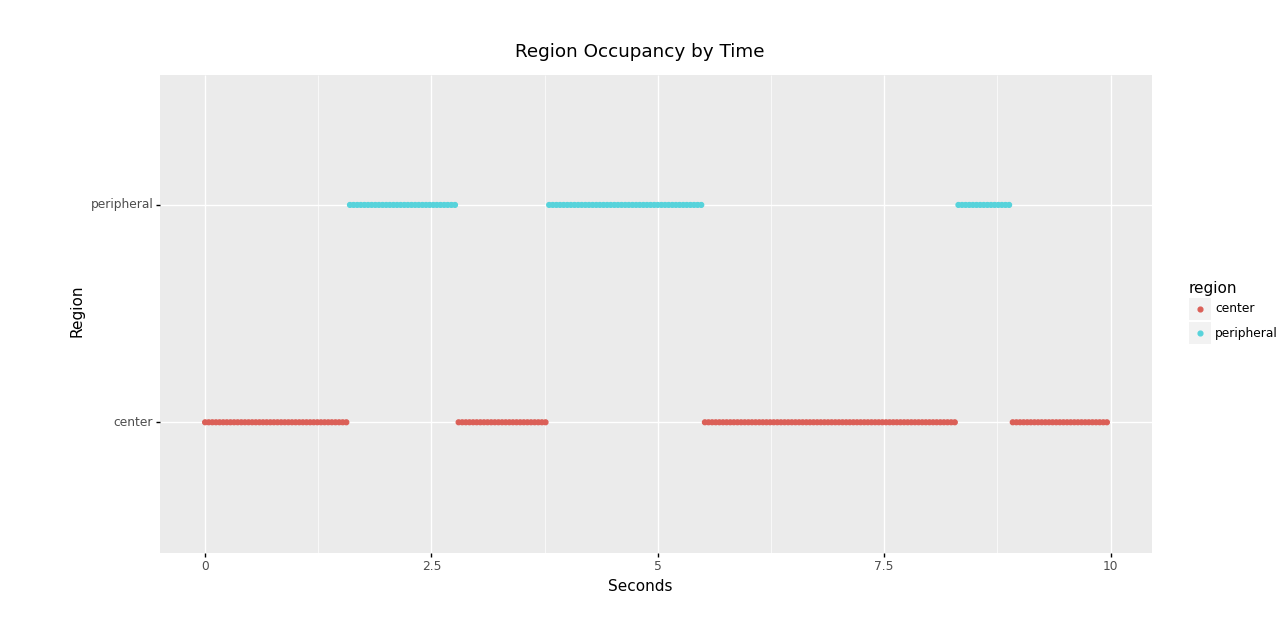 Region Occupancy by Time
peripheral
Region
center
0 2.5 5 7.5 10
Seconds
region
center
peripheral